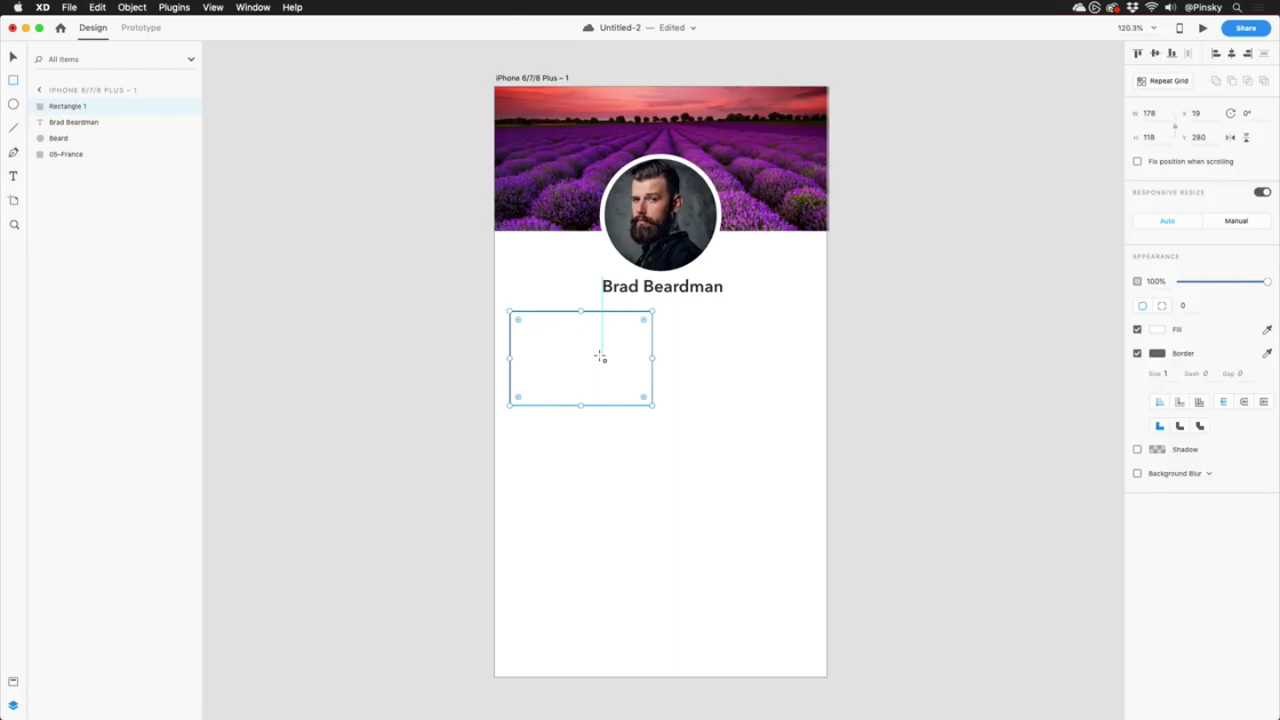 XD File Edit Object Plugins View Window Help
@Pinsky
Design Prototype
Untitled-2 — Edited
120.3%
Share
All Items
IPHONE 6/7/8 PLUS – 1
Rectangle 1
Brad Beardman
Beard
05-France
iPhone 6/7/8 Plus – 1
Brad Beardman
Repeat Grid
W 176 X 19 0°
H 118 Y 280
Fix position when scrolling
RESPONSIVE RESIZE
Auto Manual
APPEARANCE
100%
0
Fill
Border
Size 1 Dash 0 Gap 0
Shadow
Background Blur